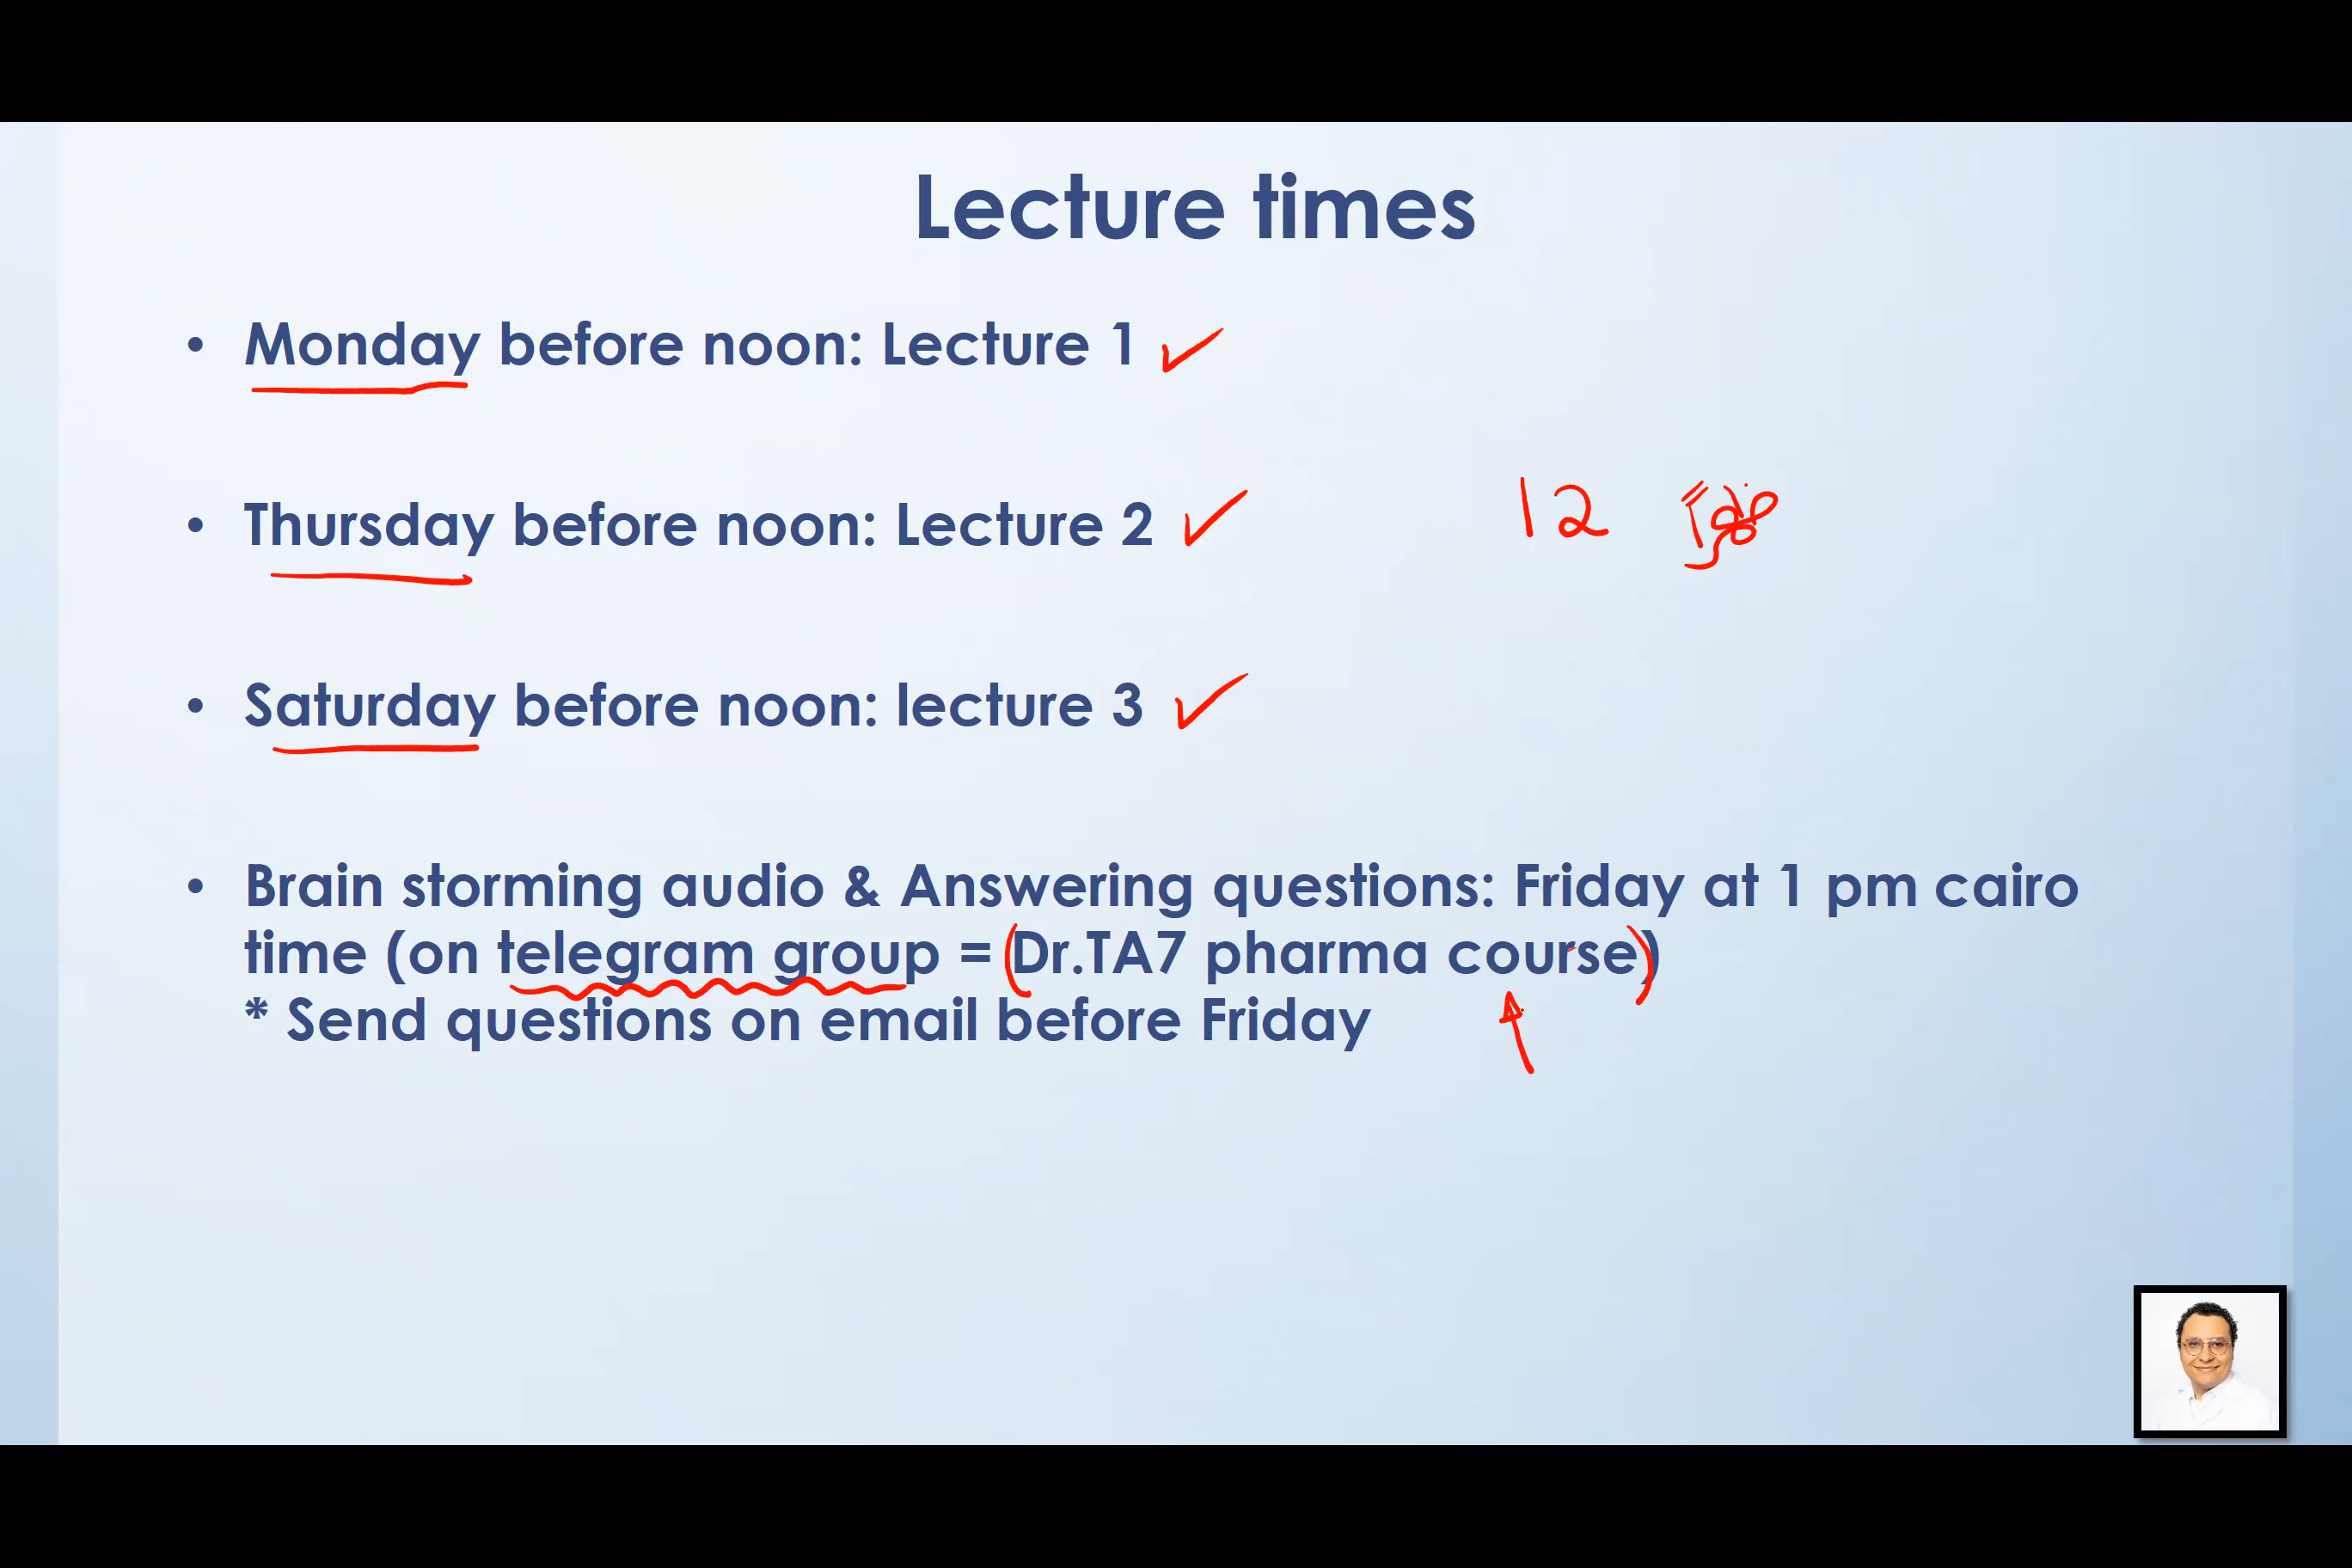 Lecture times
• Monday before noon: Lecture 1
• Thursday before noon: Lecture 2
12
• Saturday before noon: lecture 3
• Brain storming audio & Answering questions: Friday at 1 pm cairo
time (on telegram group = Dr.TA7 pharma course)
* Send questions on email before Friday